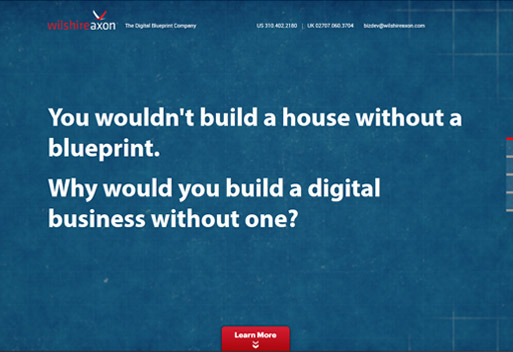 wilshireaxon The Digital Blueprint Company US 310.402.2160 | UK 02707.060.3704 bizdev@wilshireaxon.com
You wouldn't build a house without a
blueprint.
Why would you build a digital
business without one?
Learn More